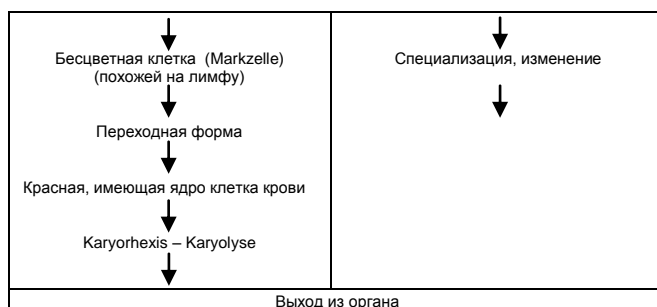 Бесцветная клетка (Markzelle)
(похожей на лимфу)
Переходная форма
Красная, имеющая ядро клетка крови
Karyorhexis – Karyolyse
Специализация, изменение
Выход из органа